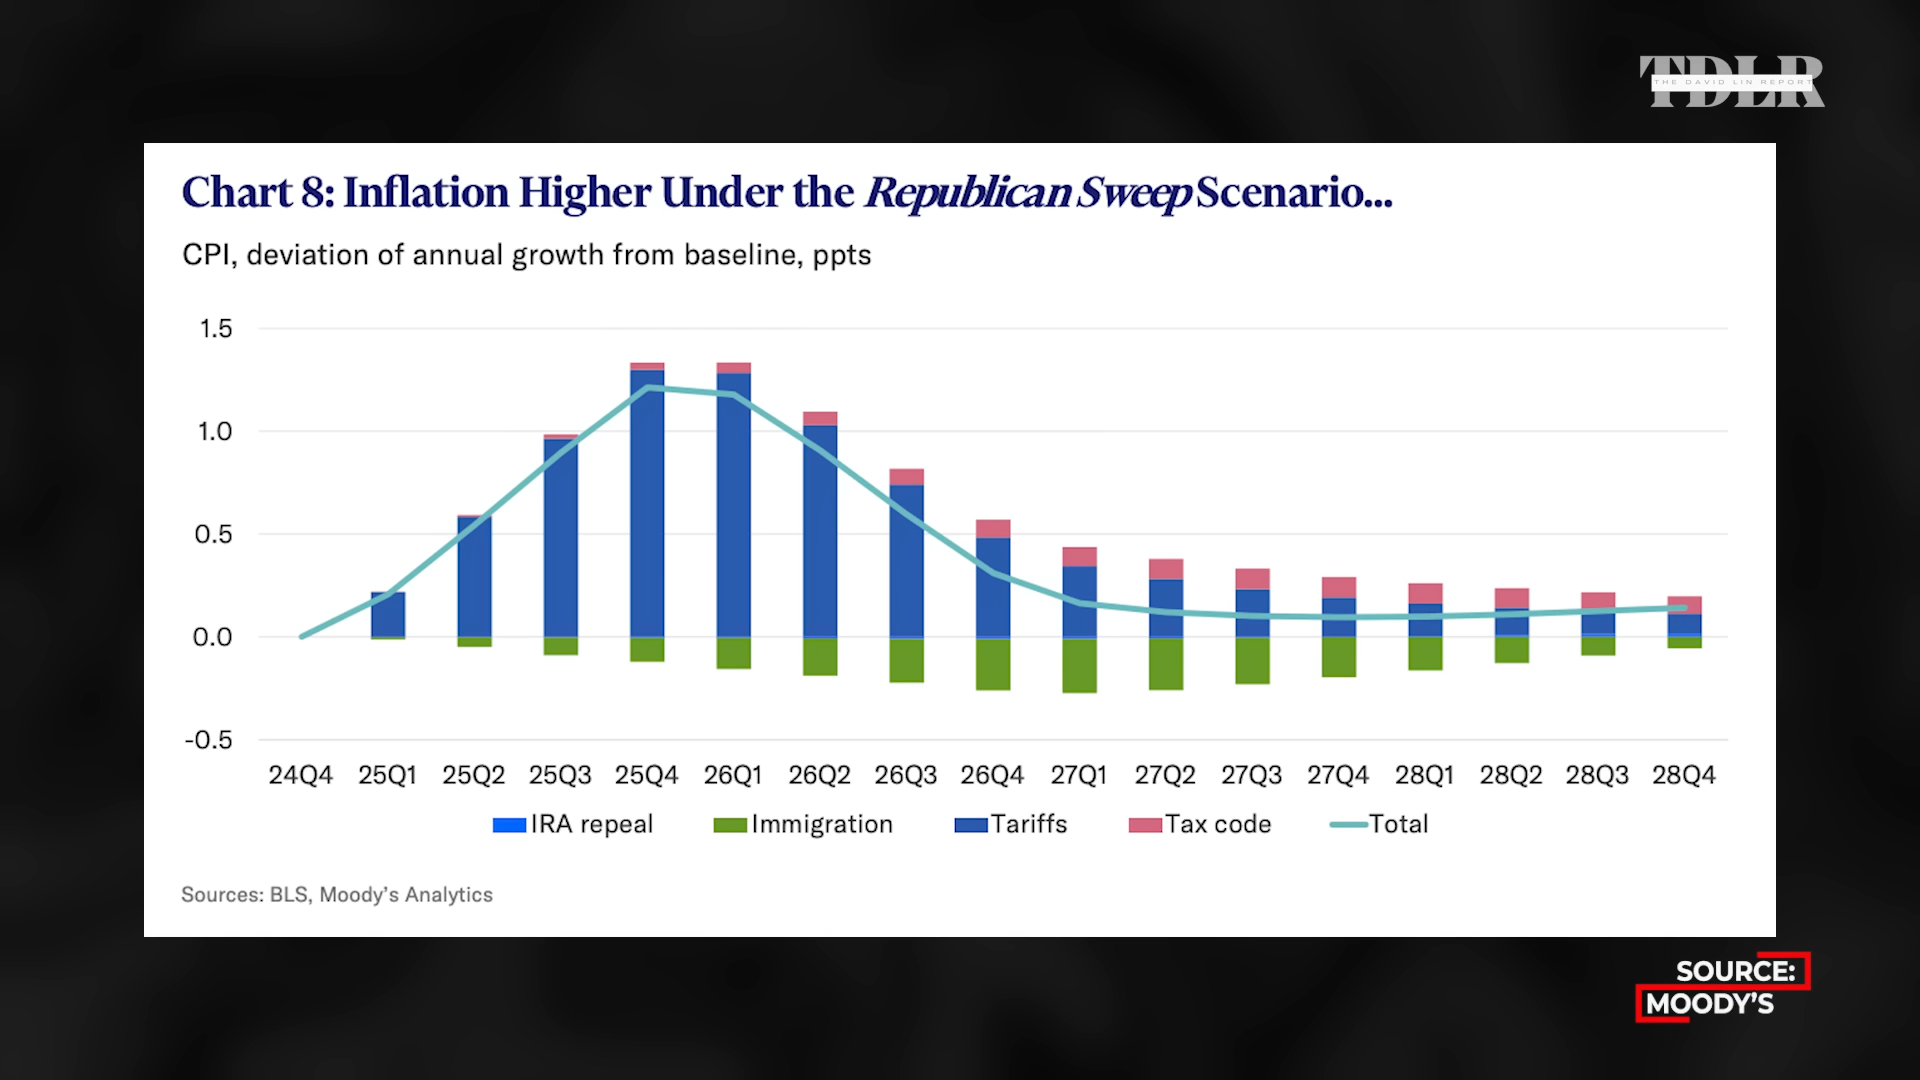 TDLR
THE DAVID LIN REPORT
Chart 8: Inflation Higher Under the Republican Sweep Scenario...
CPI, deviation of annual growth from baseline, ppts
1.5
1.0
0.5
0.0
-0.5
24Q4 25Q1 25Q2 25Q3 25Q4 26Q1 26Q2 26Q3 26Q4 27Q1 27Q2 27Q3 27Q4 28Q1 28Q2 28Q3 28Q4
IRA repeal Immigration Tariffs Tax code Total
Sources: BLS, Moody's Analytics
SOURCE:
MOODY'S